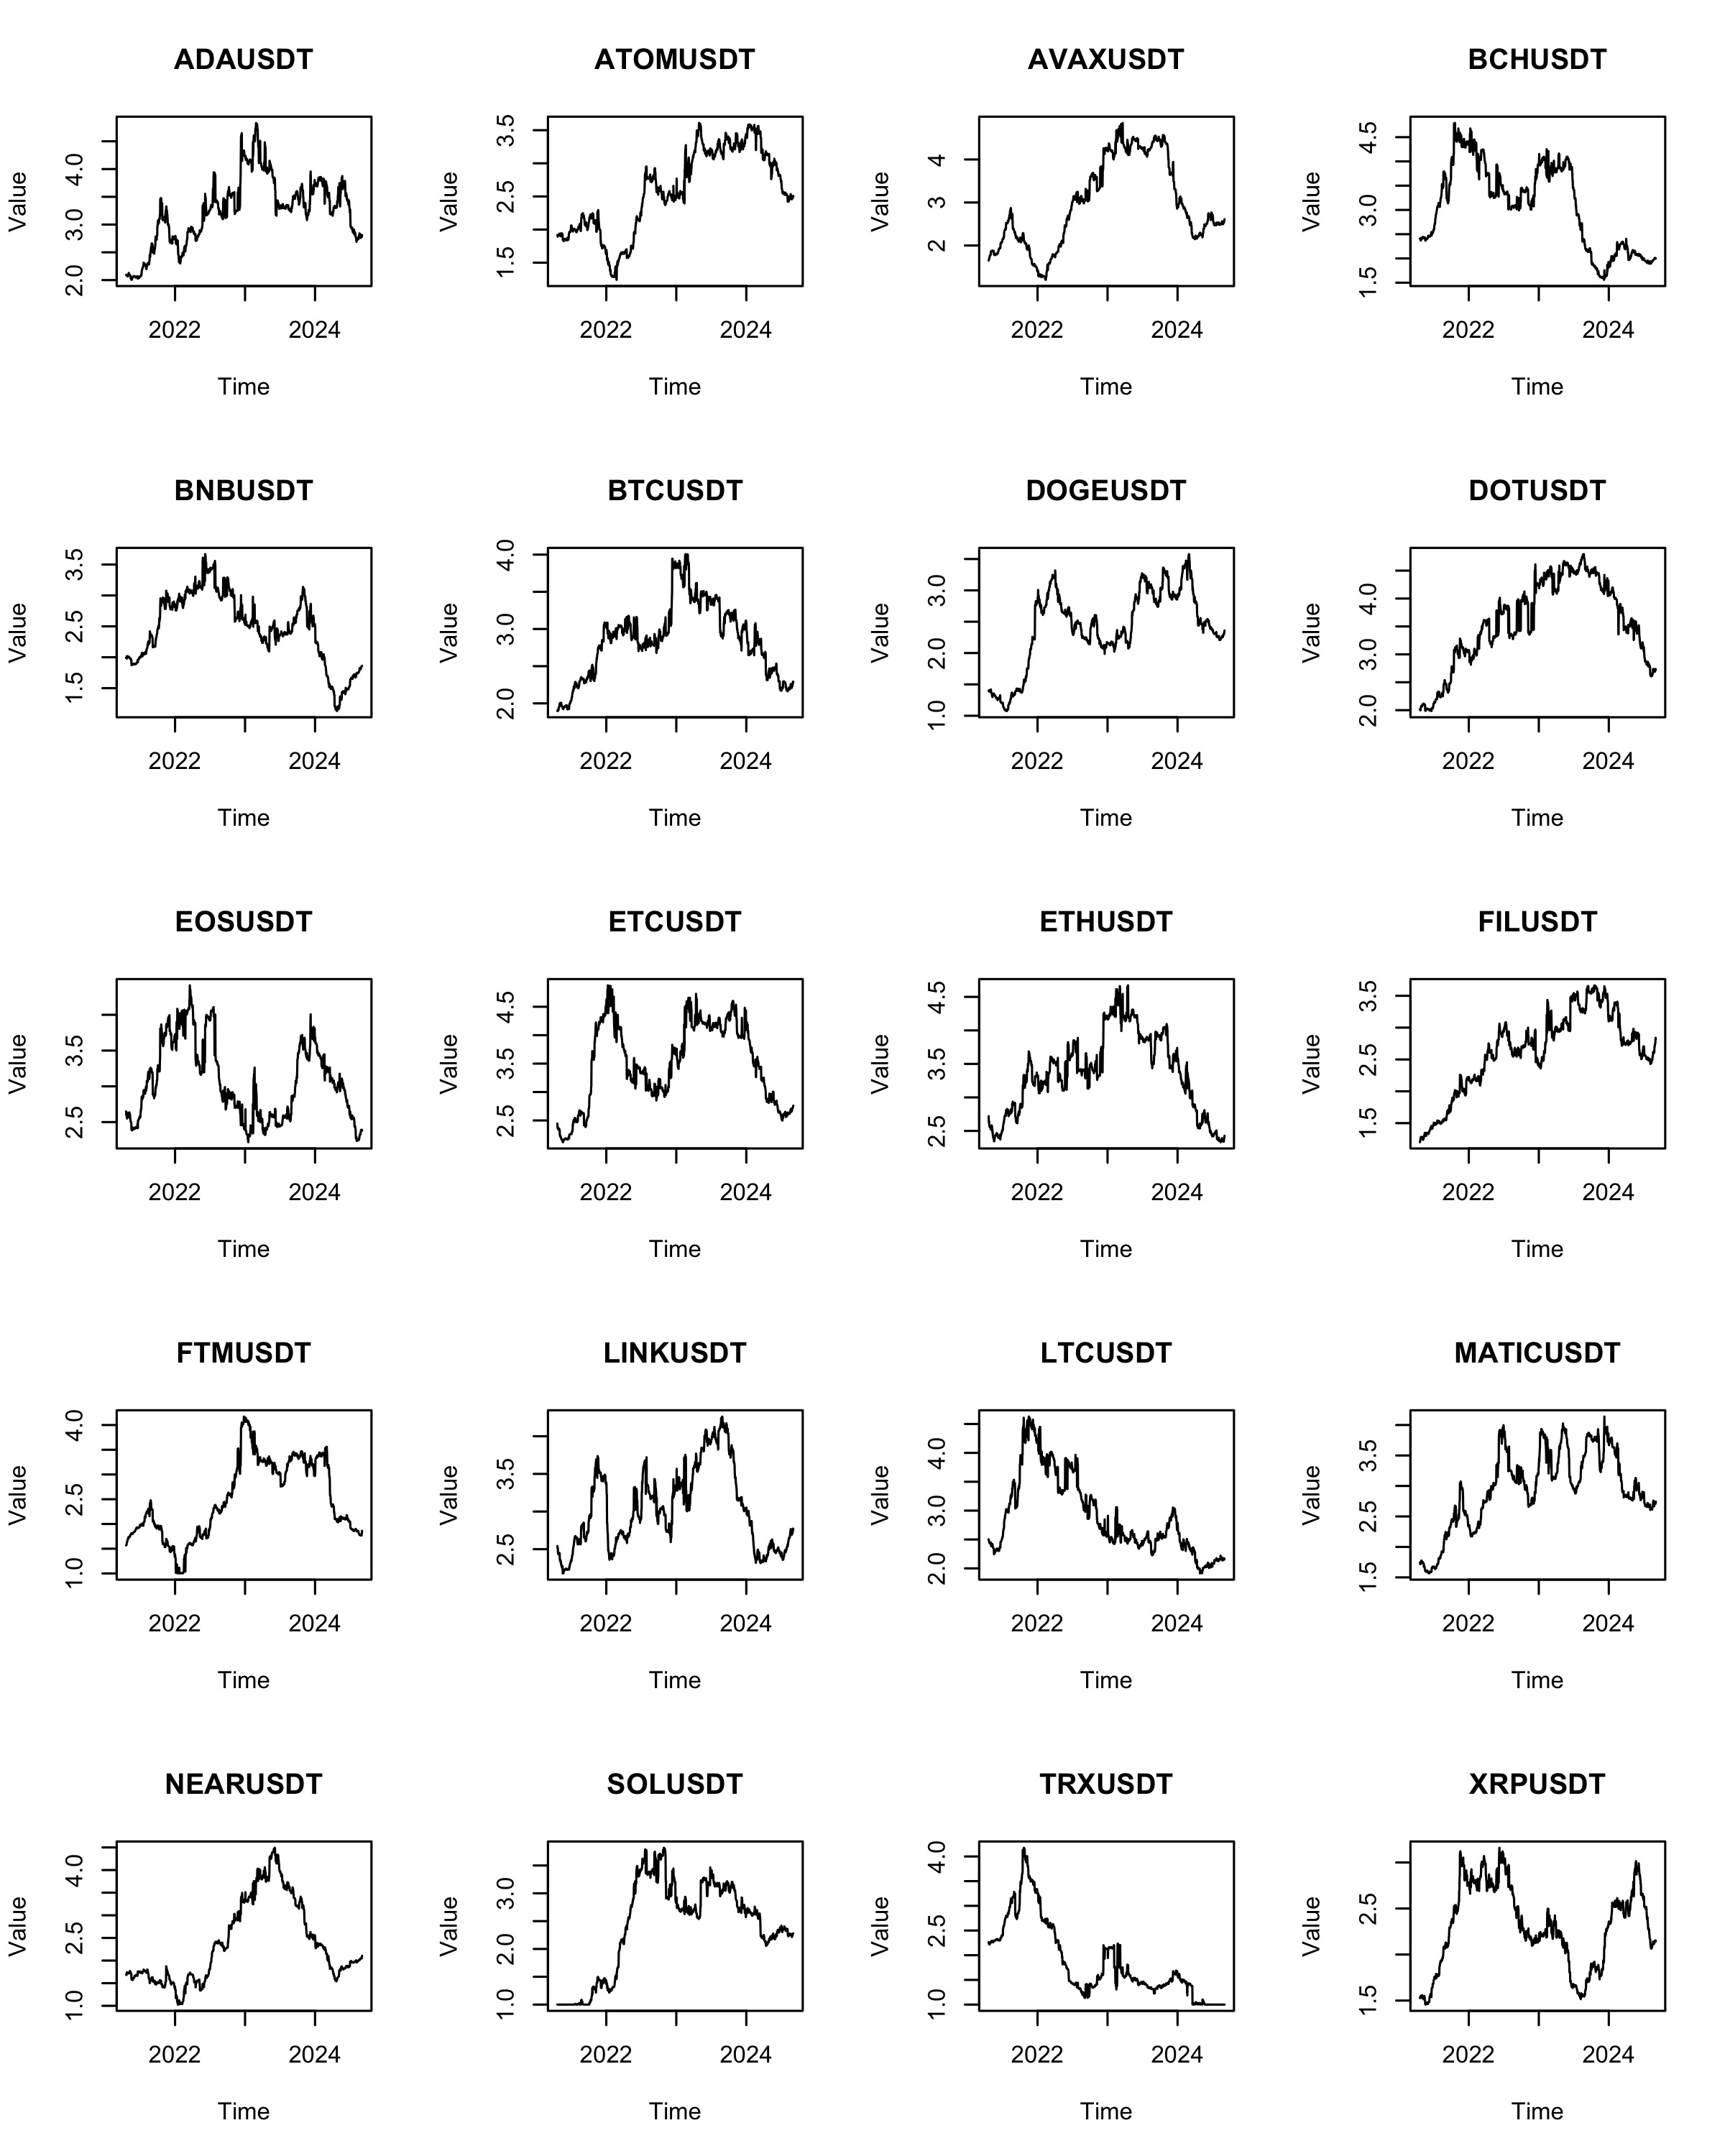 ADAUSDT ATOMUSDT AVAXUSDT BCHUSDT
Value 2.0 3.0 4.0 Value 1.5 2.5 3.5 Value 2 3 4 Value 1.5 3.0 4.5
2022 2024 2022 2024 2022 2024 2022 2024
Time Time Time Time
BNBUSDT BTCUSDT DOGEUSDT DOTUSDT
Value 1.5 2.5 3.5 Value 2.0 3.0 4.0 Value 1.0 2.0 3.0 Value 2.0 3.0 4.0
2022 2024 2022 2024 2022 2024 2022 2024
Time Time Time Time
EOSUSDT ETCUSDT ETHUSDT FILUSDT
Value 2.5 3.5 Value 2.5 3.5 4.5 Value 2.5 3.5 4.5 Value 1.5 2.5 3.5
2022 2024 2022 2024 2022 2024 2022 2024
Time Time Time Time
FTMUSDT LINKUSDT LTCUSDT MATICUSDT
Value 1.0 2.5 4.0 Value 2.5 3.5 Value 2.0 3.0 4.0 Value 1.5 2.5 3.5
2022 2024 2022 2024 2022 2024 2022 2024
Time Time Time Time
NEARUSDT SOLUSDT TRXUSDT XRPUSDT
Value 1.0 2.5 4.0 Value 1.0 2.0 3.0 Value 1.0 2.5 4.0 Value 1.5 2.5
2022 2024 2022 2024 2022 2024 2022 2024
Time Time Time Time